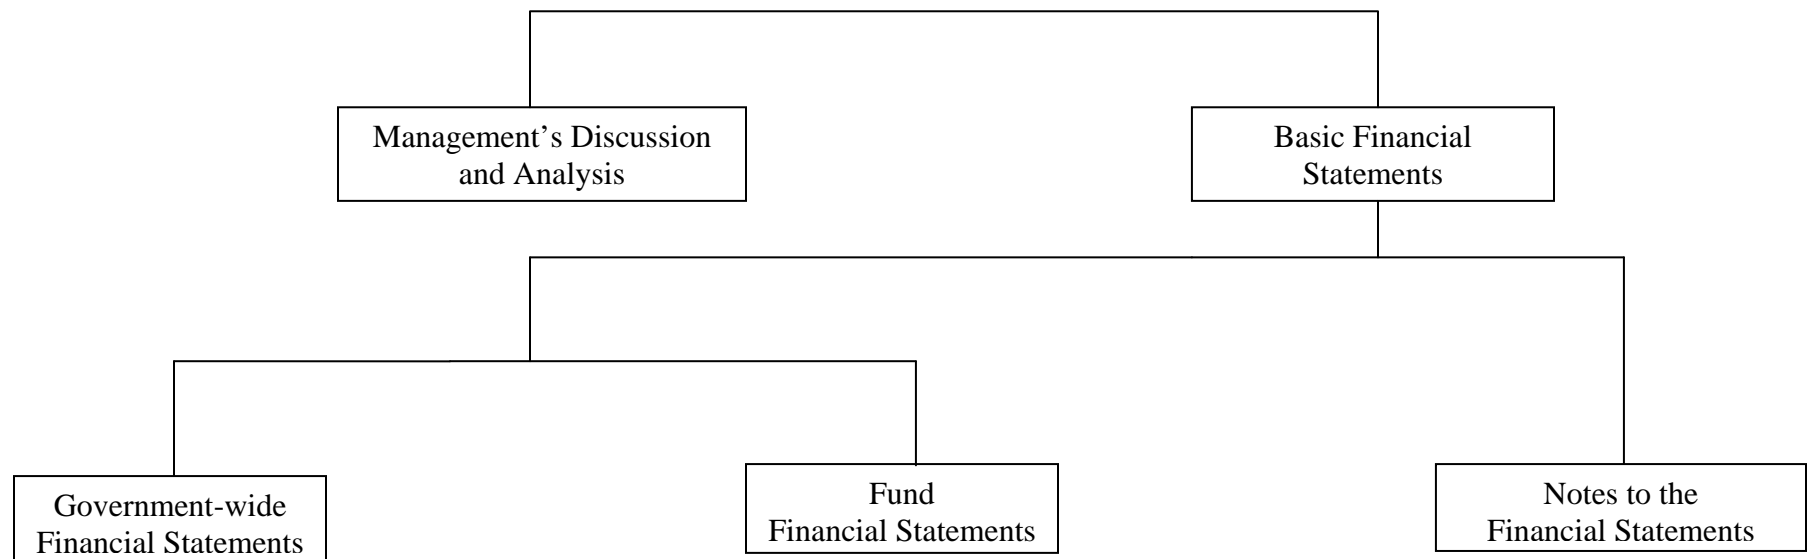 Management’s Discussion
and Analysis
Basic Financial
Statements
Government-wide
Financial Statements
Fund
Financial Statements
Notes to the
Financial Statements